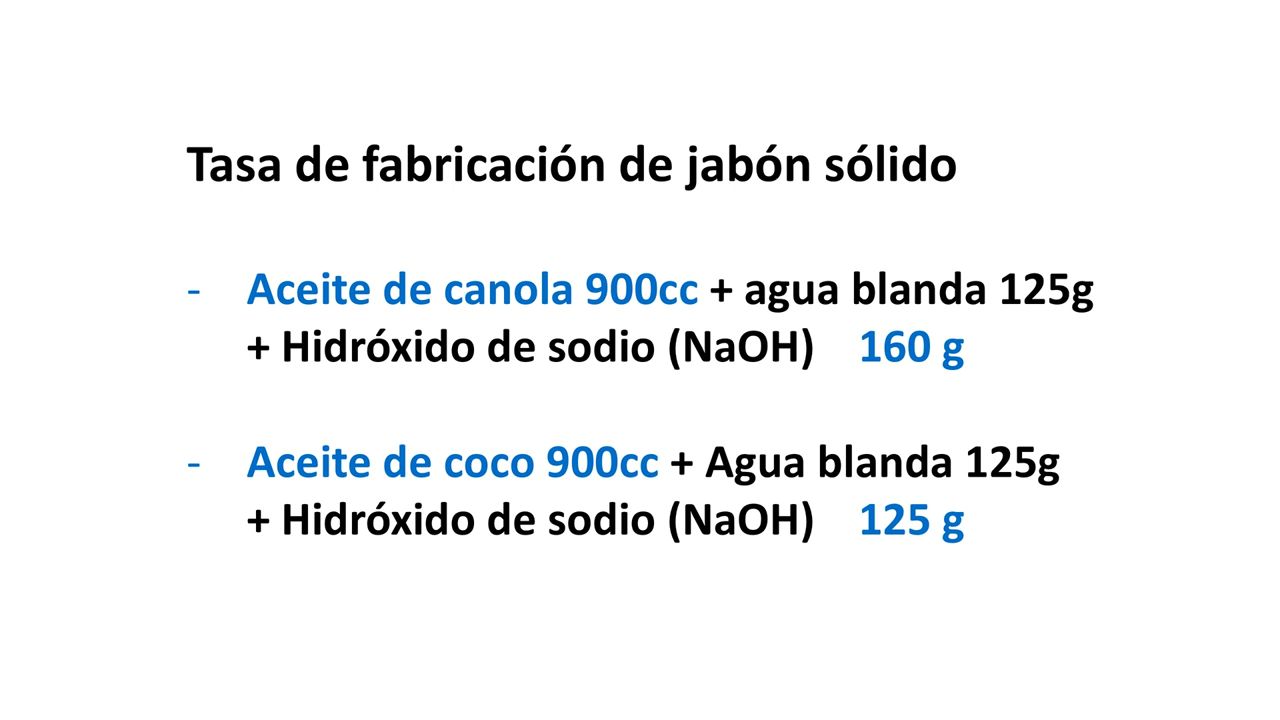 Tasa de fabricación de jabón sólido
- Aceite de canola 900cc + agua blanda 125g
+ Hidróxido de sodio (NaOH) 160 g
- Aceite de coco 900cc + Agua blanda 125g
+ Hidróxido de sodio (NaOH) 125 g